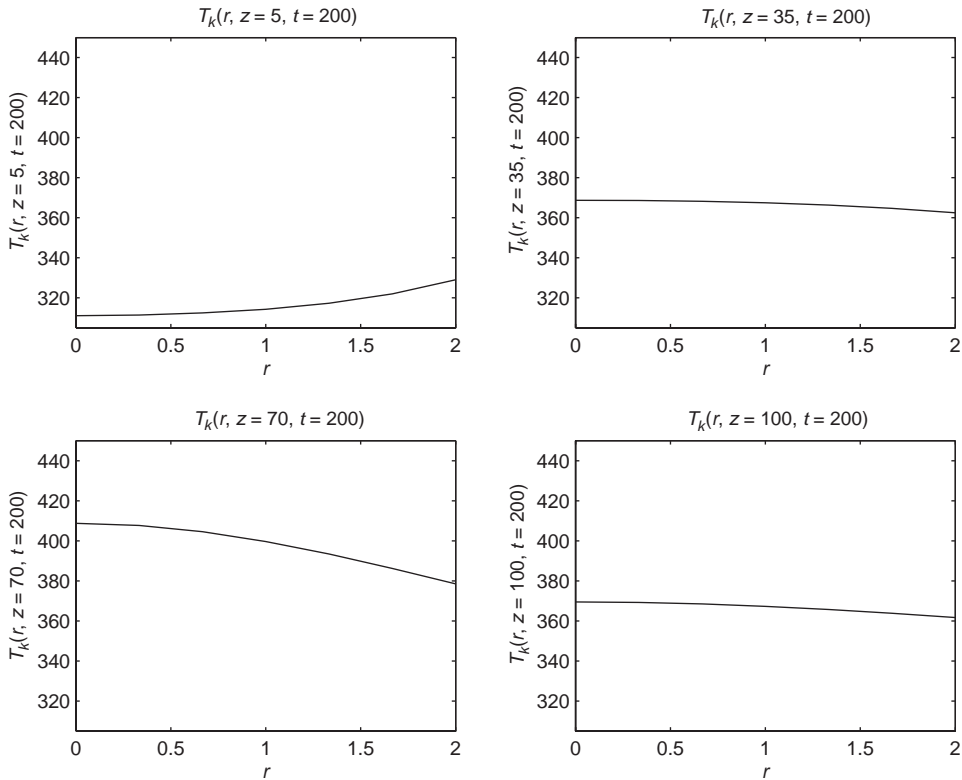 T_k(r, z = 5, t = 200)
T_k(r, z = 5, t = 200)
440
420
400
380
360
340
320
0 0.5 1 1.5 2
r
T_k(r, z = 35, t = 200)
T_k(r, z = 35, t = 200)
440
420
400
380
360
340
320
0 0.5 1 1.5 2
r
T_k(r, z = 70, t = 200)
T_k(r, z = 70, t = 200)
440
420
400
380
360
340
320
0 0.5 1 1.5 2
r
T_k(r, z = 100, t = 200)
T_k(r, z = 100, t = 200)
440
420
400
380
360
340
320
0 0.5 1 1.5 2
r